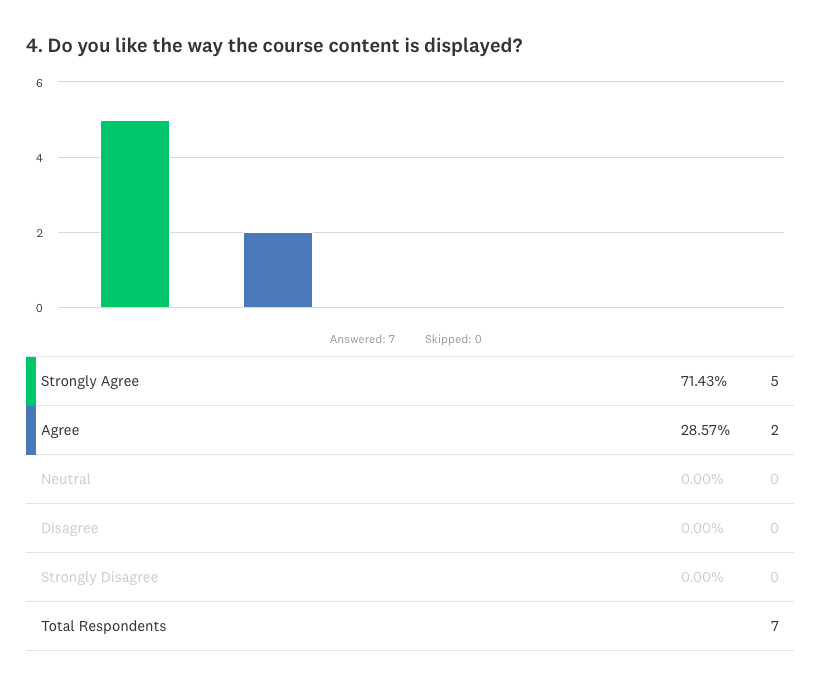 4. Do you like the way the course content is displayed?
6
4
2
0
Answered: 7 Skipped: 0
Strongly Agree 71.43% 5
Agree 28.57% 2
Neutral 0.00% 0
Disagree 0.00% 0
Strongly Disagree 0.00% 0
Total Respondents 7